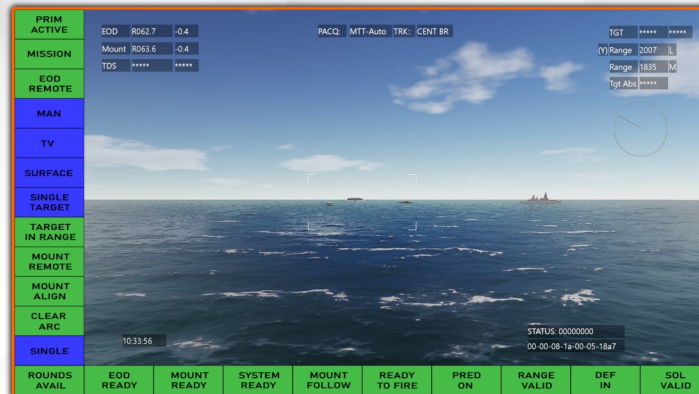 PRIM
ACTIVE
MISSION
EOD
REMOTE
MAN
TV
SURFACE
SINGLE
TARGET
TARGET
IN RANGE
MOUNT
REMOTE
MOUNT
ALIGN
CLEAR
ARC
SINGLE
ROUNDS
AVAIL
EOD R062.7 -0.4
Mount R063.6 -0.4
TDS ***** *****
PACQ: MTT-Auto TRK:: CENT BR
TGT ***** *****
(Y) Range 2007 L
Range 1835 M
Tgt Abs *****
10:33:56
STATUS: 00000000
00-00-08-1a-00-05-18a7
EOD
READY
MOUNT
READY
SYSTEM
READY
MOUNT
FOLLOW
READY
TO FIRE
PRED
ON
RANGE
VALID
DEF
IN
SOL
VALID